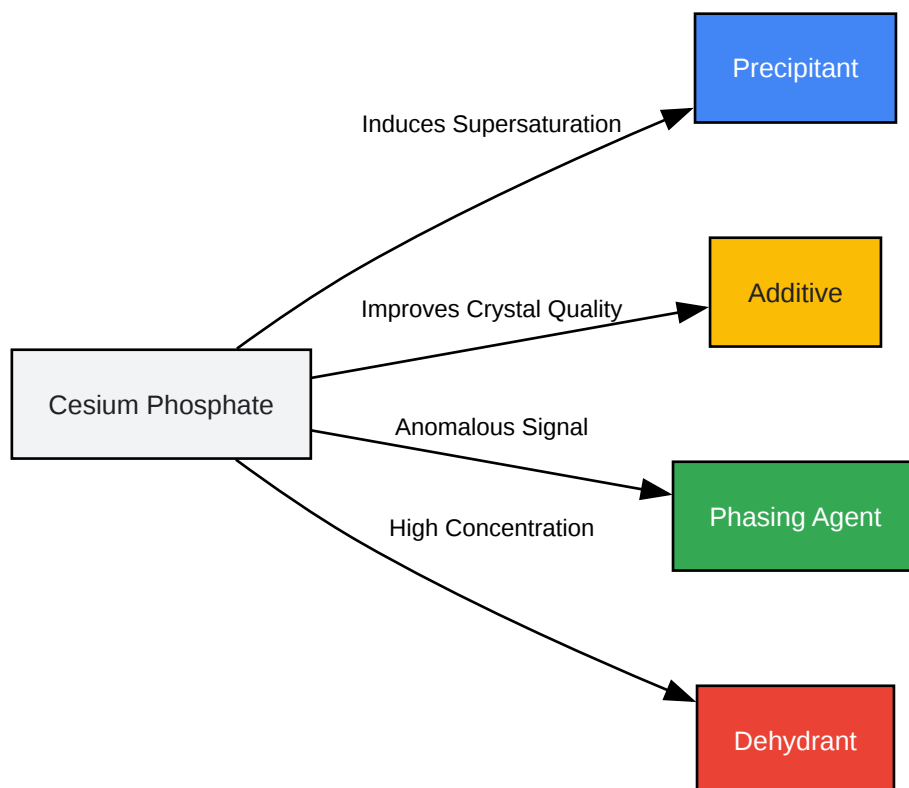 Precipitant
Induces Supersaturation
Additive
Improves Crystal Quality
Cesium Phosphate
Anomalous Signal
Phasing Agent
High Concentration
Dehydrant